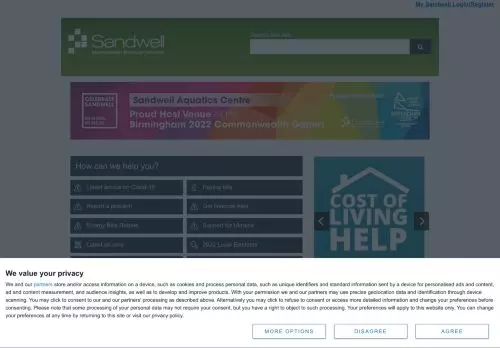 My Sandwell Login/Register
Sandwell
Metropolitan Borough Council
CELEBRATE
SANDWELL
Sandwell Aquatics Centre
Proud Host Venue
Birmingham 2022 Commonwealth Games
How can we help you?
Latest advice on Covid-19
Paying bills
Report a problem
Get financial help
Energy Bills Rebate
Support for Ukraine
Latest all jobs
2022 Local Elections
COST OF
LIVING
HELP
We value your privacy
We and our partners store and/or access information on a device, such as cookies and process personal data, such as unique identifiers and standard information sent by a device for personalised ads and content,
ad and content measurement, and audience insights, as well as to develop and improve products. With your permission we and our partners may use precise geolocation data and identification through device
scanning. You may click to consent to our and our partners' processing as described above. Alternatively you may click to refuse to consent or access more detailed information and change your preferences before
consenting. Please note that some processing of your personal data may not require your consent, but you have a right to object to such processing. Your preferences will apply to this website only. You can change
your preferences at any time by returning to this site or visit our privacy policy.
MORE OPTIONS
DISAGREE
AGREE